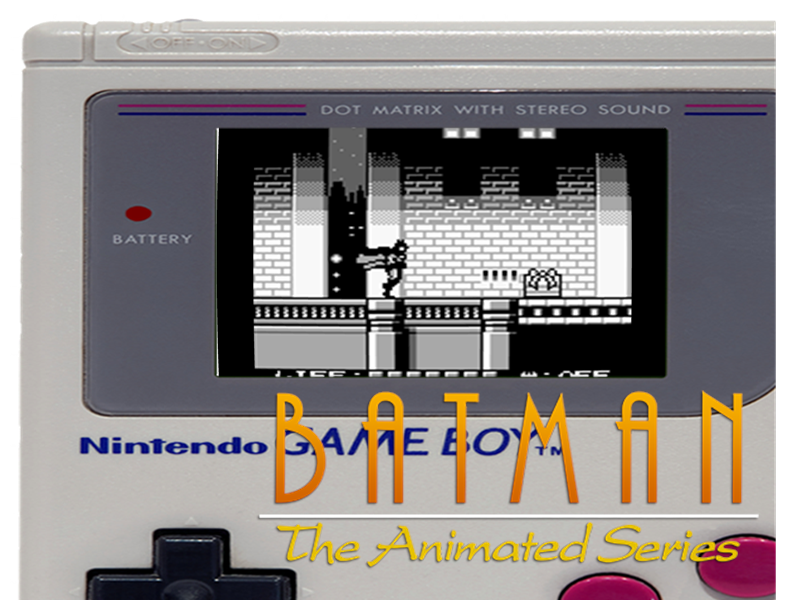 OFF•ON
DOT MATRIX WITH STEREO SOUND
BATTERY
Nintendo GAME BOY™
BATMAN
The Animated Series